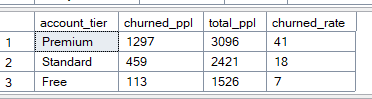 account_tier churned_ppl total_ppl churned_rate
1 Premium 1297 3096 41
2 Standard 459 2421 18
3 Free 113 1526 7